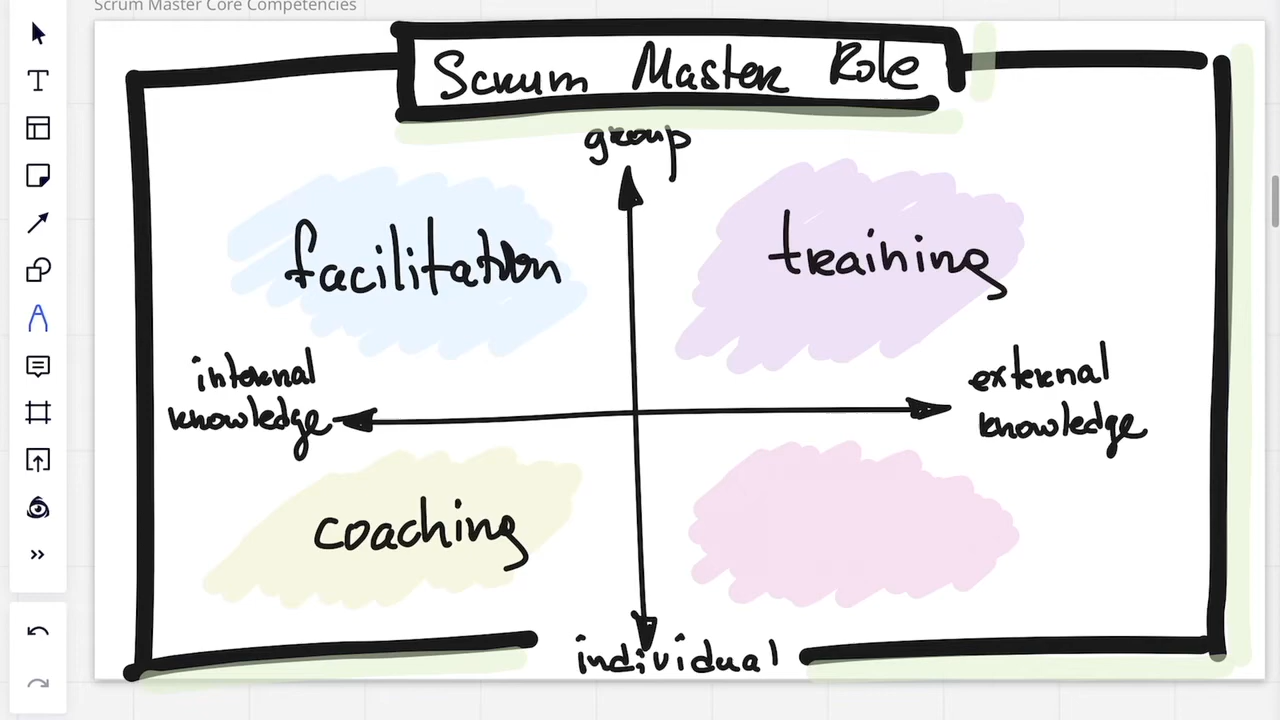 Scrum Master Core Competencies
Scrum Master Role
group
facilitation
training
internal
knowledge
external
knowledge
coaching
individual